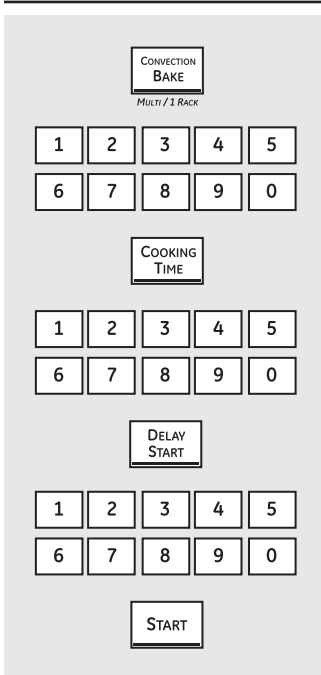 CONVECTION
BAKE
MULTI / 1 RACK
1 2 3 4 5
6 7 8 9 0
COOKING
TIME
1 2 3 4 5
6 7 8 9 0
DELAY
START
1 2 3 4 5
6 7 8 9 0
START